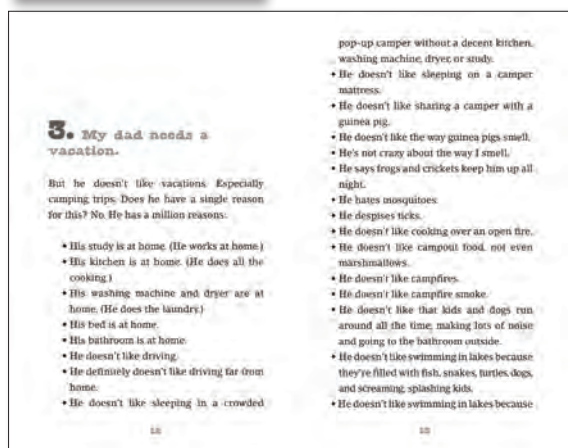 3. My dad needs a
vacation.
But he doesn't like vacations. Especially
camping trips. Does he have a single reason
for this? No. He has a million reasons:
• His study is at home. (He works at home.)
• His kitchen is at home. (He does all the
cooking.)
• His washing machine and dryer are at
home. (He does the laundry.)
• His bed is at home.
• His bathroom is at home.
• He doesn't like driving.
• He definitely doesn't like driving far from
home.
• He doesn't like sleeping in a crowded
pop-up camper without a decent kitchen,
washing machine, dryer, or study.
• He doesn't like sleeping on a camper
mattress.
• He doesn't like sharing a camper with a
guinea pig.
• He doesn't like the way guinea pigs smell.
• He's not crazy about the way I smell.
• He says frogs and crickets keep him up all
night.
• He hates mosquitoes.
• He despises ticks.
• He doesn't like cooking over an open fire.
• He doesn't like campout food, not even
marshmallows.
• He doesn't like campfires.
• He doesn't like campfire smoke.
• He doesn't like that kids and dogs run
around all the time, making lots of noise
and going to the bathroom outside.
• He doesn't like swimming in lakes because
they're filled with fish, snakes, turtles, dogs,
and screaming, splashing kids.
• He doesn't like swimming in lakes because